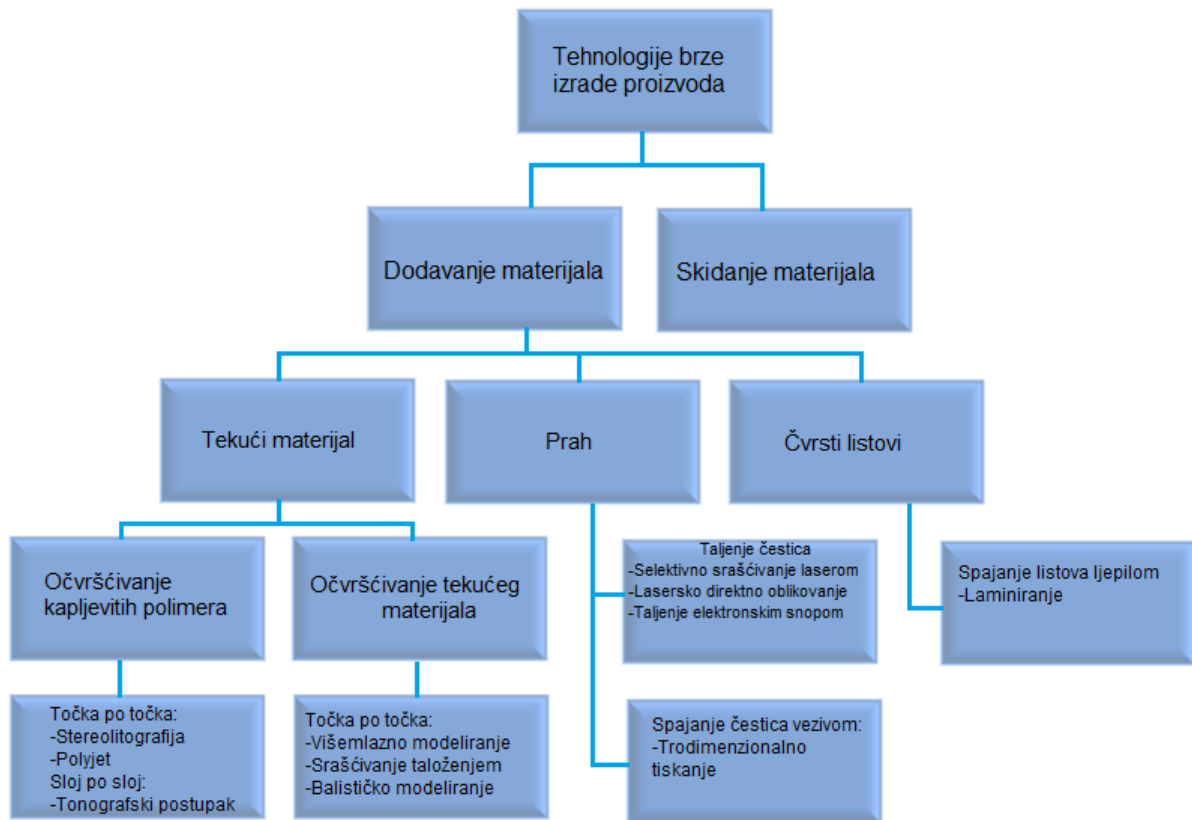 Tehnologije brze
izrade proizvoda
Dodavanje materijala
Skidanje materijala
Tekući materijal
Prah
Čvrsti listovi
Očvršćivanje
kapljevitih polimera
Očvršćivanje tekućeg
materijala
Taljenje čestica
-Selektivno srašćivanje laserom
-Lasersko direktno oblikovanje
-Taljenje elektronskim snopom
Spajanje listova ljepilom
-Laminiranje
Točka po točka:
-Stereolitografija
-Polyjet
Sloj po sloj:
-Tonografski postupak
Točka po točka:
-Višemlazno modeliranje
-Srašćivanje taloženjem
-Balističko modeliranje
Spajanje čestica vezivom:
-Trodimenzionalno
tiskanje